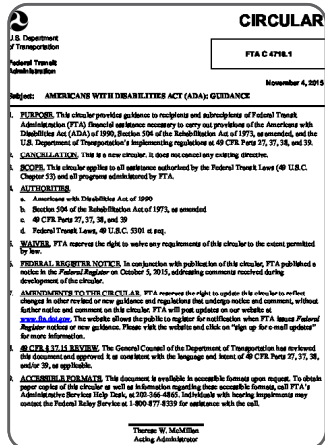 CIRCULAR
U.S. Department
of Transportation
Federal Transit
Administration
FTA C 4710.1
November 4, 2015
Subject: AMERICANS WITH DISABILITIES ACT (ADA): GUIDANCE
1. PURPOSE. This circular provides guidance to recipients and subrecipients of Federal Transit
Administration (FTA) financial assistance necessary to carry out provisions of the Americans with
Disabilities Act (ADA) of 1990, Section 504 of the Rehabilitation Act of 1973, as amended, and the
U.S. Department of Transportation's implementing regulations at 49 CFR Parts 27, 37, 38, and 39.
2. CANCELLATION. This is a new circular. It does not cancel any existing directive.
3. SCOPE. This circular applies to all assistance authorized by the Federal Transit Laws (49 U.S.C.
Chapter 53) and all programs administered by FTA.
4. AUTHORITIES.
a. Americans with Disabilities Act of 1990
b. Section 504 of the Rehabilitation Act of 1973, as amended
c. 49 CFR Parts 27, 37, 38, and 39
d. Federal Transit Laws, 49 U.S.C. 5301 et seq.
5. WAIVER. FTA reserves the right to waive any requirements of this circular to the extent permitted
by law.
6. FEDERAL REGISTER NOTICE. In conjunction with publication of this circular, FTA published a
notice in the Federal Register on October 5, 2015, addressing comments received during
development of the circular.
7. AMENDMENTS TO THE CIRCULAR. FTA reserves the right to update this circular to reflect
changes in other revised or new guidance and regulations that undergo notice and comment, without
further notice and comment on this circular. FTA will post updates on our website at
www.fta.dot.gov. The website allows the public to register for notification when FTA issues Federal
Register notices or new guidance. Please visit the website and click on "sign up for e-mail updates"
for more information.
8. 49 CFR § 37.15 REVIEW. The General Counsel of the Department of Transportation has reviewed
this document and approved it as consistent with the language and intent of 49 CFR Parts 27, 37, 38,
and/or 39, as applicable.
9. ACCESSIBLE FORMATS. This document is available in accessible formats upon request. To obtain
paper copies of this circular as well as information regarding these accessible formats, call FTA's
Administrative Services Help Desk, at 202-366-4865. Individuals with hearing impairments may
contact the Federal Relay Service at 1-800-877-8339 for assistance with the call.
Therese W. McMillan
Acting Administrator